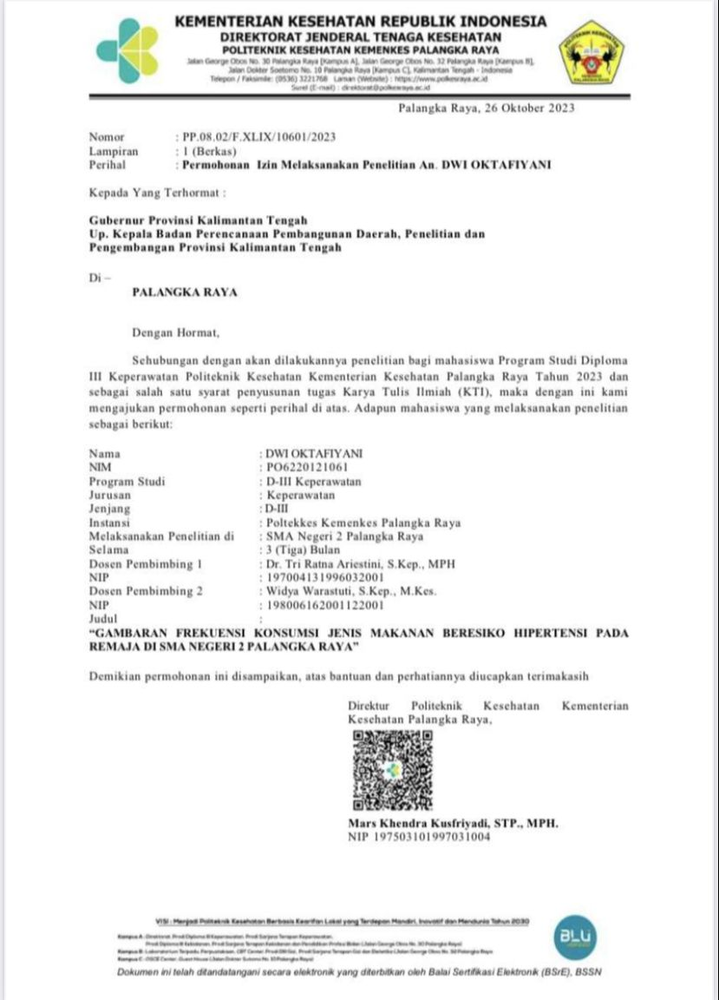 KEMENTERIAN KESEHATAN REPUBLIK INDONESIA
DIREKTORAT JENDERAL TENAGA KESEHATAN
POLITEKNIK KESEHATAN KEMENKES PALANGKA RAYA
Jalan George Obos No. 30 Palangka Raya [Kampus A], Jalan George Obos No. 32 Palangka Raya [Kampus B],
Jalan Dokter Soetomo No. 10 Palangka Raya [Kampus C], Kalimantan Tengah - Indonesia
Telepon / Faksimile: (0536) 3221768 Laman (Website) : https://www.polkesraya.ac.id
Surel (E-mail) : direktorat@polkesraya.ac.id
Palangka Raya, 26 Oktober 2023
Nomor : PP.08.02/F.XLIX/10601/2023
Lampiran : 1 (Berkas)
Perihal : Permohonan Izin Melaksanakan Penelitian An. DWI OKTAFIYANI
Kepada Yang Terhormat :
Gubernur Provinsi Kalimantan Tengah
Up. Kepala Badan Perencanaan Pembangunan Daerah, Penelitian dan
Pengembangan Provinsi Kalimantan Tengah
Di –
PALANGKA RAYA
Dengan Hormat,
Sehubungan dengan akan dilakukannya penelitian bagi mahasiswa Program Studi Diploma
III Keperawatan Politeknik Kesehatan Kementerian Kesehatan Palangka Raya Tahun 2023 dan
sebagai salah satu syarat penyusunan tugas Karya Tulis Ilmiah (KTI), maka dengan ini kami
mengajukan permohonan seperti perihal di atas. Adapun mahasiswa yang melaksanakan penelitian
sebagai berikut:
Nama : DWI OKTAFIYANI
NIM : PO6220121061
Program Studi : D-III Keperawatan
Jurusan : Keperawatan
Jenjang : D-III
Instansi : Poltekkes Kemenkes Palangka Raya
Melaksanakan Penelitian di : SMA Negeri 2 Palangka Raya
Selama : 3 (Tiga) Bulan
Dosen Pembimbing 1 : Dr. Tri Ratna Ariestini, S.Kep., MPH
NIP : 197004131996032001
Dosen Pembimbing 2 : Widya Warastuti, S.Kep., M.Kes.
NIP : 198006162001122001
Judul :
“GAMBARAN FREKUENSI KONSUMSI JENIS MAKANAN BERESIKO HIPERTENSI PADA
REMAJA DI SMA NEGERI 2 PALANGKA RAYA”
Demikian permohonan ini disampaikan, atas bantuan dan perhatiannya diucapkan terimakasih
Direktur Politeknik Kesehatan Kementerian
Kesehatan Palangka Raya,
Mars Khendra Kusfriyadi, STP., MPH.
NIP 197503101997031004
VISI : Menjadi Politeknik Kesehatan Berbasis Kearifan Lokal yang Terdepan Mandiri, Inovatif dan Mendunia Tahun 2030
BLU
Dokumen ini telah ditandatangani secara elektronik yang diterbitkan oleh Balai Sertifikasi Elektronik (BSrE), BSSN